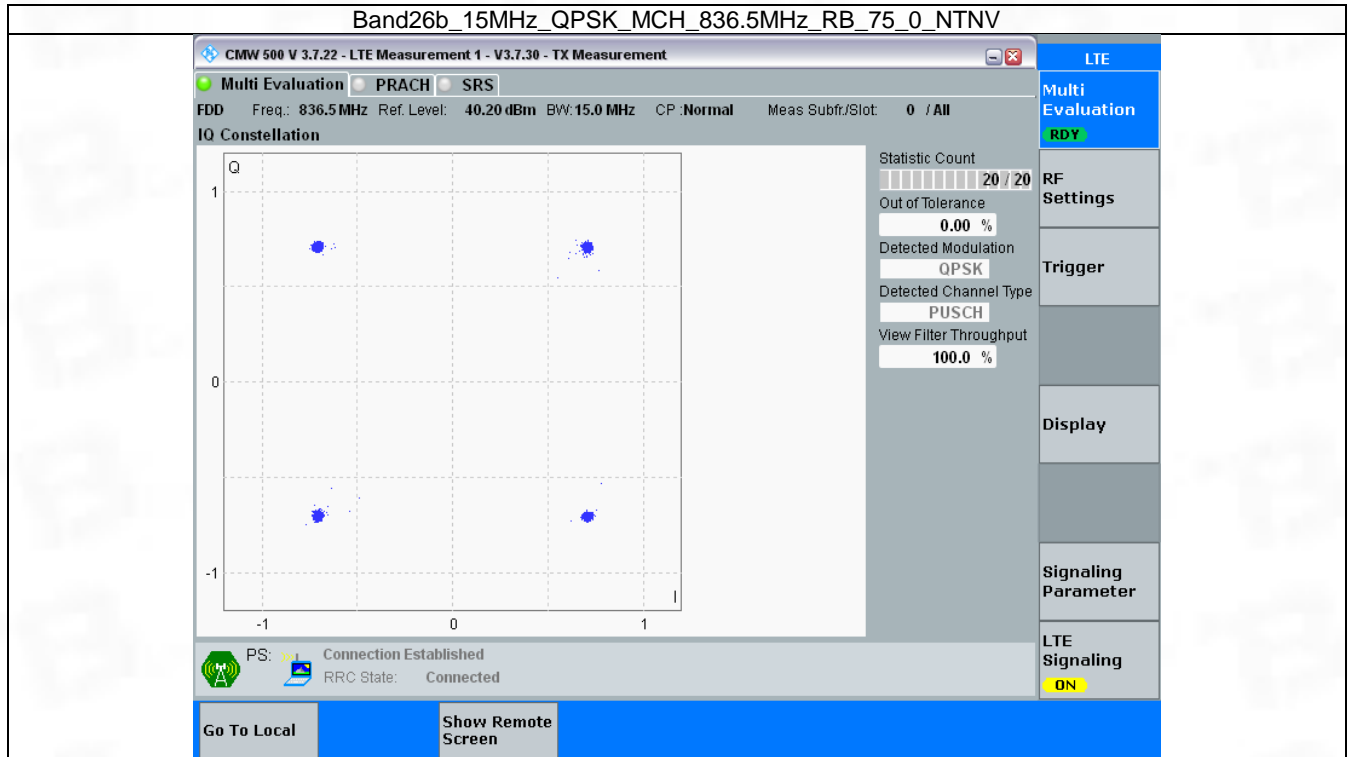 Band26b_15MHz_QPSK_MCH_836.5MHz_RB_75_0_NTNV
CMW 500 V 3.7.22 - LTE Measurement 1 - V3.7.30 - TX Measurement
LTE
Multi Evaluation PRACH SRS
Multi Evaluation
RDY
FDD Freq.: 836.5 MHz Ref. Level: 40.20 dBm BW: 15.0 MHz CP :Normal Meas Subfr./Slot: 0 / All
IQ Constellation
Q
1
0
-1
I
-1 0 1
Statistic Count
20 / 20
Out of Tolerance
0.00 %
Detected Modulation
QPSK
Detected Channel Type
PUSCH
View Filter Throughput
100.0 %
RF Settings
Trigger
Display
Signaling Parameter
LTE Signaling
ON
PS: Connection Established
RRC State: Connected
Go To Local
Show Remote Screen